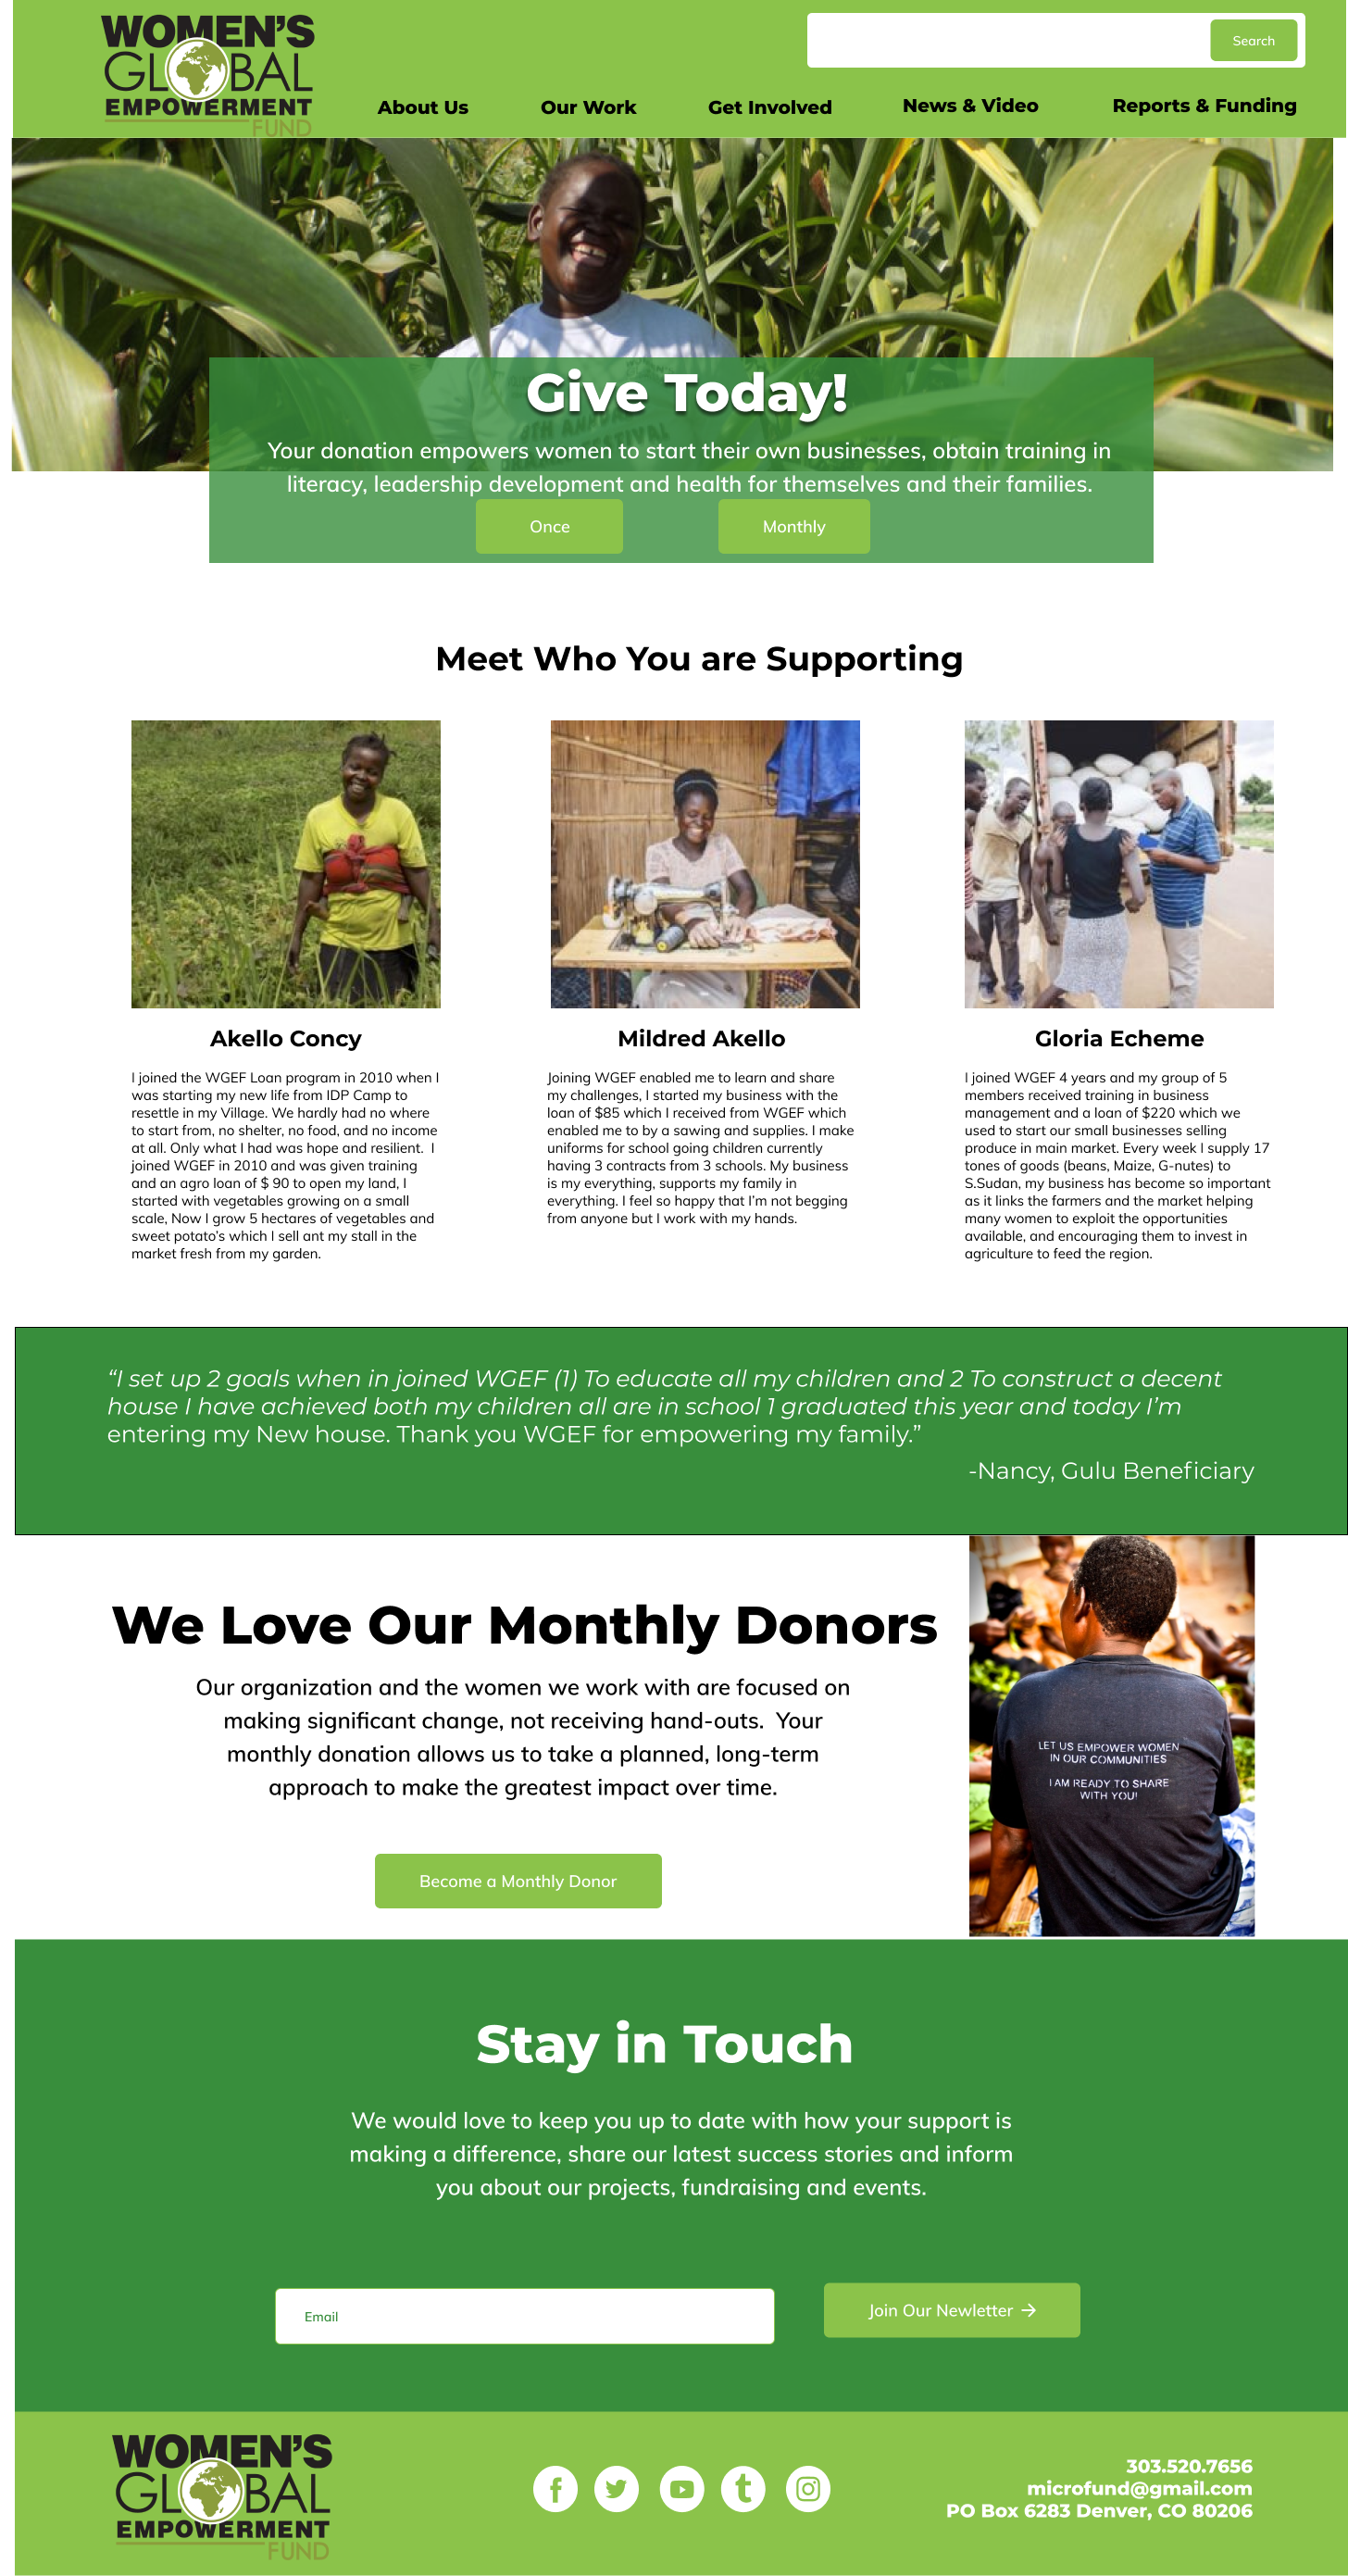 WOMEN'S
GLOBAL
EMPOWERMENT
FUND
Search
About Us
Our Work
Get Involved
News & Video
Reports & Funding
Give Today!
Your donation empowers women to start their own businesses, obtain training in
literacy, leadership development and health for themselves and their families.
Once
Monthly
Meet Who You are Supporting
Akello Concy
I joined the WGEF Loan program in 2010 when I
was starting my new life from IDP Camp to
resettle in my Village. We hardly had no where
to start from, no shelter, no food, and no income
at all. Only what I had was hope and resilient.  I
joined WGEF in 2010 and was given training
and an agro loan of $ 90 to open my land, I
started with vegetables growing on a small
scale, Now I grow 5 hectares of vegetables and
sweet potato's which I sell ant my stall in the
market fresh from my garden.
Mildred Akello
Joining WGEF enabled me to learn and share
my challenges, I started my business with the
loan of $85 which I received from WGEF which
enabled me to by a sawing and supplies. I make
uniforms for school going children currently
having 3 contracts from 3 schools. My business
is my everything, supports my family in
everything. I feel so happy that I'm not begging
from anyone but I work with my hands.
Gloria Echeme
I joined WGEF 4 years and my group of 5
members received training in business
management and a loan of $220 which we
used to start our small businesses selling
produce in main market. Every week I supply 17
tones of goods (beans, Maize, G-nutes) to
S.Sudan, my business has become so important
as it links the farmers and the market helping
many women to exploit the opportunities
available, and encouraging them to invest in
agriculture to feed the region.
“I set up 2 goals when in joined WGEF (1) To educate all my children and 2 To construct a decent
house I have achieved both my children all are in school 1 graduated this year and today I'm
entering my New house. Thank you WGEF for empowering my family.”
-Nancy, Gulu Beneficiary
We Love Our Monthly Donors
Our organization and the women we work with are focused on
making significant change, not receiving hand-outs.  Your
monthly donation allows us to take a planned, long-term
approach to make the greatest impact over time.
Become a Monthly Donor
LET US EMPOWER WOMEN
IN OUR COMMUNITIES
I AM READY TO SHARE
WITH YOU!
Stay in Touch
We would love to keep you up to date with how your support is
making a difference, share our latest success stories and inform
you about our projects, fundraising and events.
Email
Join Our Newletter →
WOMEN'S
GLOBAL
EMPOWERMENT
FUND
303.520.7656
microfund@gmail.com
PO Box 6283 Denver, CO 80206